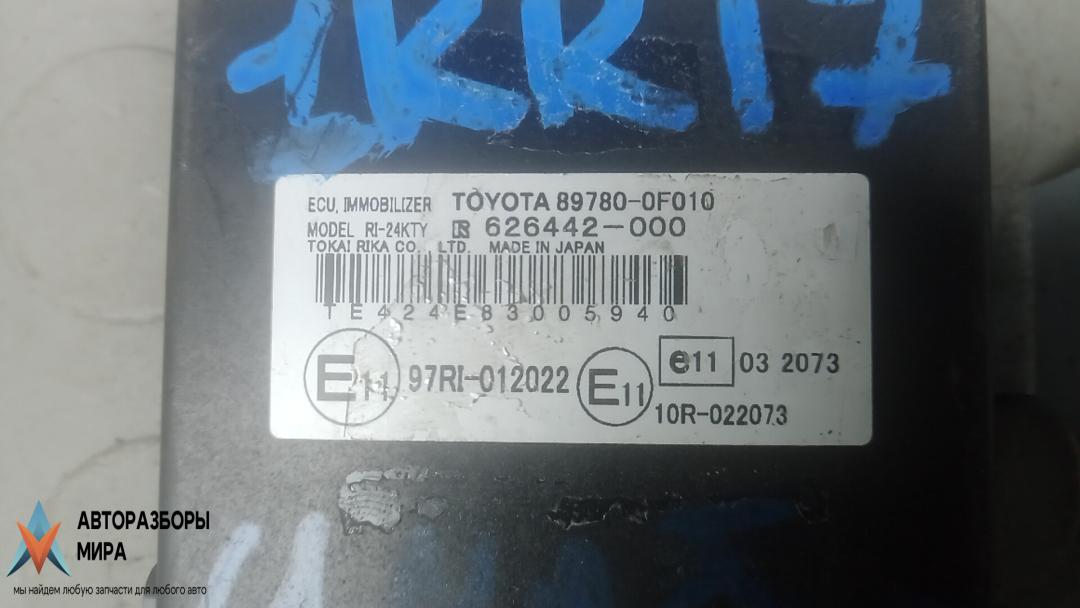 ECU, IMMOBILIZER TOYOTA 89780-0F010
MODEL RI-24KTY R 626442-000
TOKAI RIKA CO., LTD. MADE IN JAPAN
TE424E83005940
E11 97RI-012022 E11 e11 03 2073
10R-022073
АВТОРАЗБОРЫ
МИРА
мы найдем любую запчасти для любого авто